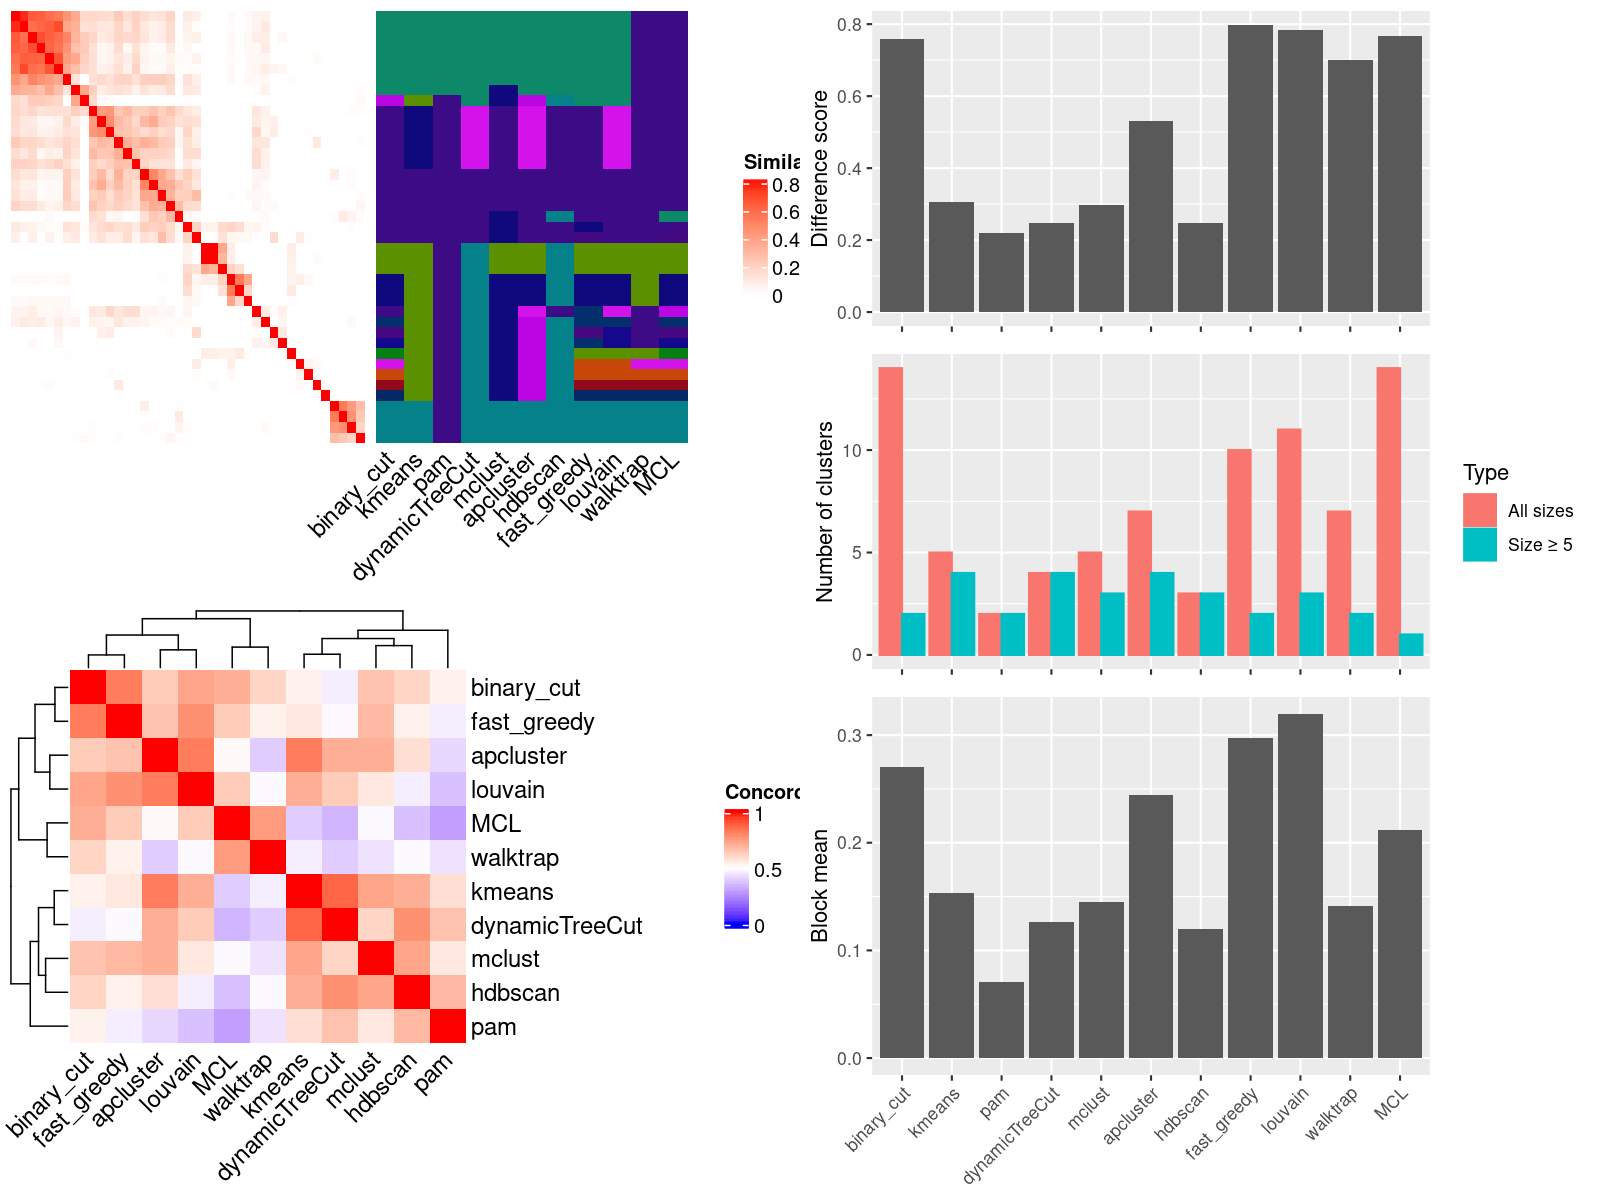 Simila
0.8
0.6
0.4
0.2
0
binary_cut
kmeans
pam
dynamicTreeCut
mclust
apcluster
hdbscan
fast_greedy
louvain
walktrap
MCL
Difference score
0.8
0.6
0.4
0.2
0.0
Number of clusters
10
5
0
Type
All sizes
Size ≥ 5
binary_cut
fast_greedy
apcluster
louvain
MCL
walktrap
kmeans
dynamicTreeCut
mclust
hdbscan
pam
binary_cut
fast_greedy
apcluster
louvain
MCL
walktrap
kmeans
dynamicTreeCut
mclust
hdbscan
pam
Concord
1
0.5
0
Block mean
0.3
0.2
0.1
0.0
binary_cut
kmeans
pam
dynamicTreeCut
mclust
apcluster
hdbscan
fast_greedy
louvain
walktrap
MCL